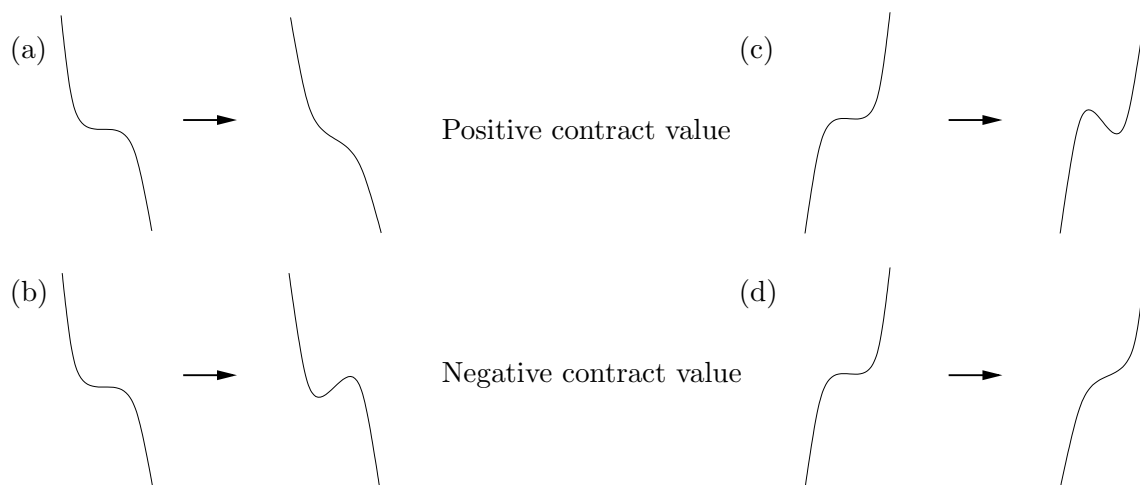 (a)
(c)
Positive contract value
(b)
(d)
Negative contract value